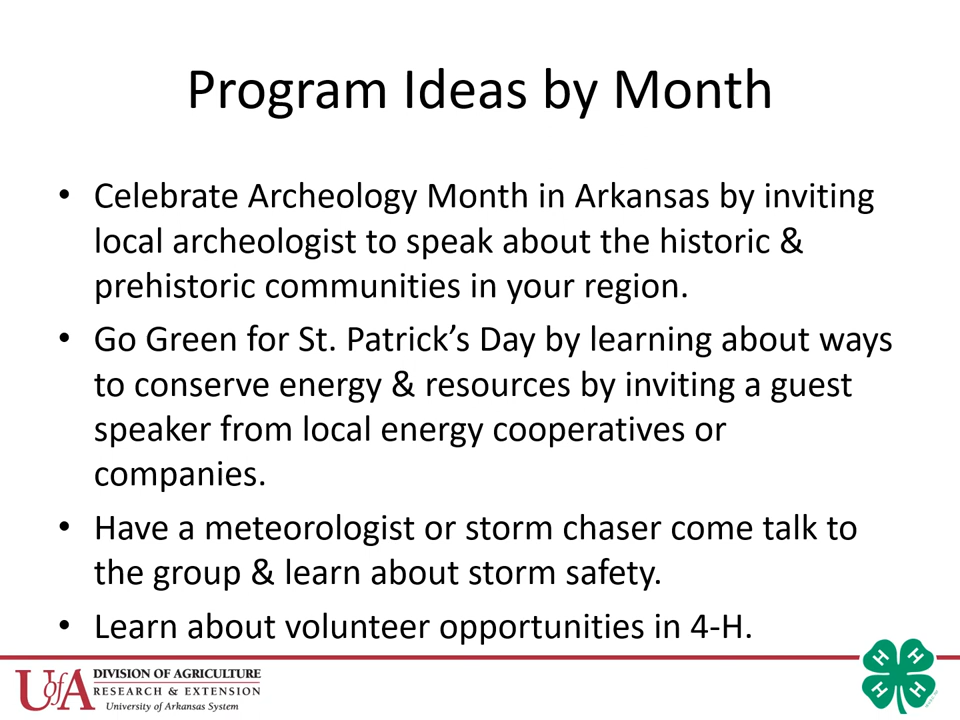 Program Ideas by Month
• Celebrate Archeology Month in Arkansas by inviting
local archeologist to speak about the historic &
prehistoric communities in your region.
• Go Green for St. Patrick’s Day by learning about ways
to conserve energy & resources by inviting a guest
speaker from local energy cooperatives or
companies.
• Have a meteorologist or storm chaser come talk to
the group & learn about storm safety.
• Learn about volunteer opportunities in 4-H.
UofA DIVISION OF AGRICULTURE
RESEARCH & EXTENSION
University of Arkansas System
H H
H H